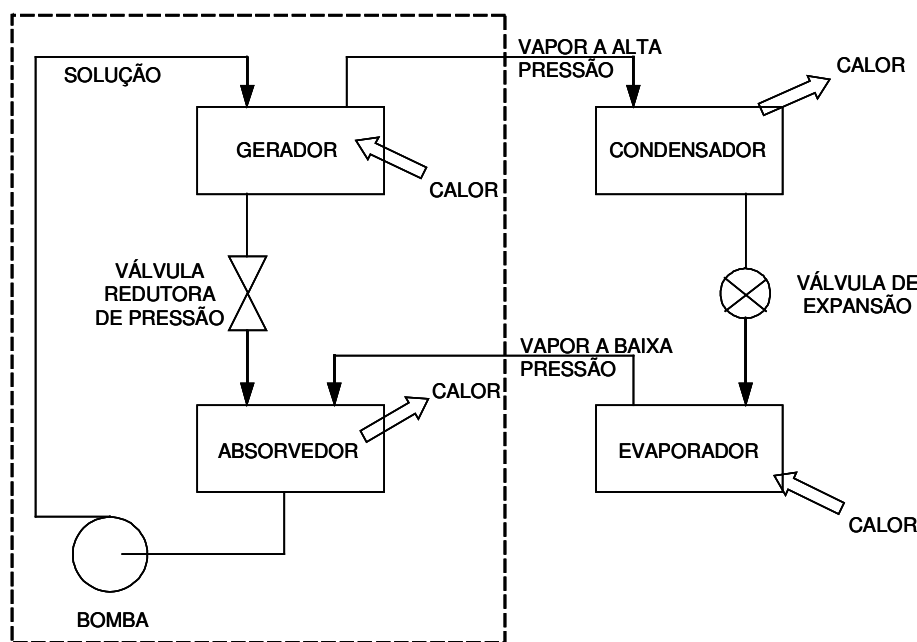 VAPOR A ALTA
PRESSÃO
SOLUÇÃO
CALOR
GERADOR
CONDENSADOR
CALOR
VÁLVULA
REDUTORA
DE PRESSÃO
VÁLVULA DE
EXPANSÃO
VAPOR A BAIXA
PRESSÃO
CALOR
ABSORVEDOR
EVAPORADOR
CALOR
BOMBA